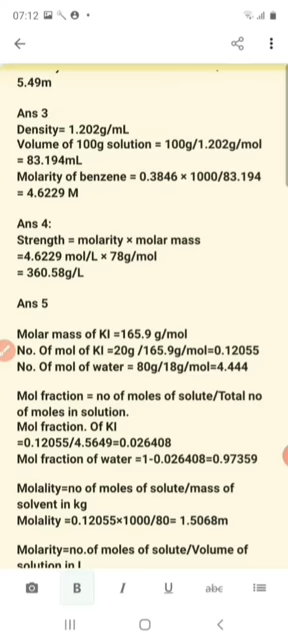 07:12
5.49m
Ans 3
Density= 1.202g/mL
Volume of 100g solution = 100g/1.202g/mol
= 83.194mL
Molarity of benzene = 0.3846 × 1000/83.194
= 4.6229 M
Ans 4:
Strength = molarity × molar mass
=4.6229 mol/L × 78g/mol
= 360.58g/L
Ans 5
Molar mass of KI =165.9 g/mol
No. Of mol of KI =20g /165.9g/mol=0.12055
No. Of mol of water = 80g/18g/mol=4.444
Mol fraction = no of moles of solute/Total no
of moles in solution.
Mol fraction. Of KI
=0.12055/4.5649=0.026408
Mol fraction of water =1-0.026408=0.97359
Molality=no of moles of solute/mass of
solvent in kg
Molality =0.12055×1000/80= 1.5068m
Molarity=no.of moles of solute/Volume of
solution in l
B I U abc